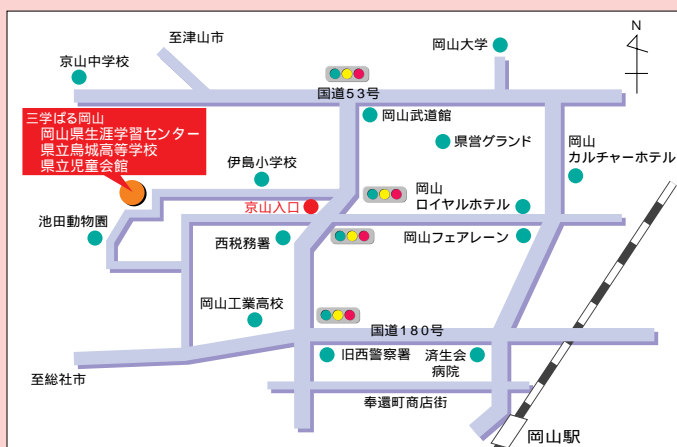 至津山市
岡山大学
N
京山中学校
国道53号
岡山武道館
県営グランド
岡山
カルチャーホテル
三学ぱる岡山
岡山県生涯学習センター
県立烏城高等学校
県立児童会館
伊島小学校
京山入口
岡山
ロイヤルホテル
池田動物園
西税務署
岡山フェアレーン
岡山工業高校
国道180号
旧西警察署
済生会
病院
至総社市
奉還町商店街
岡山駅